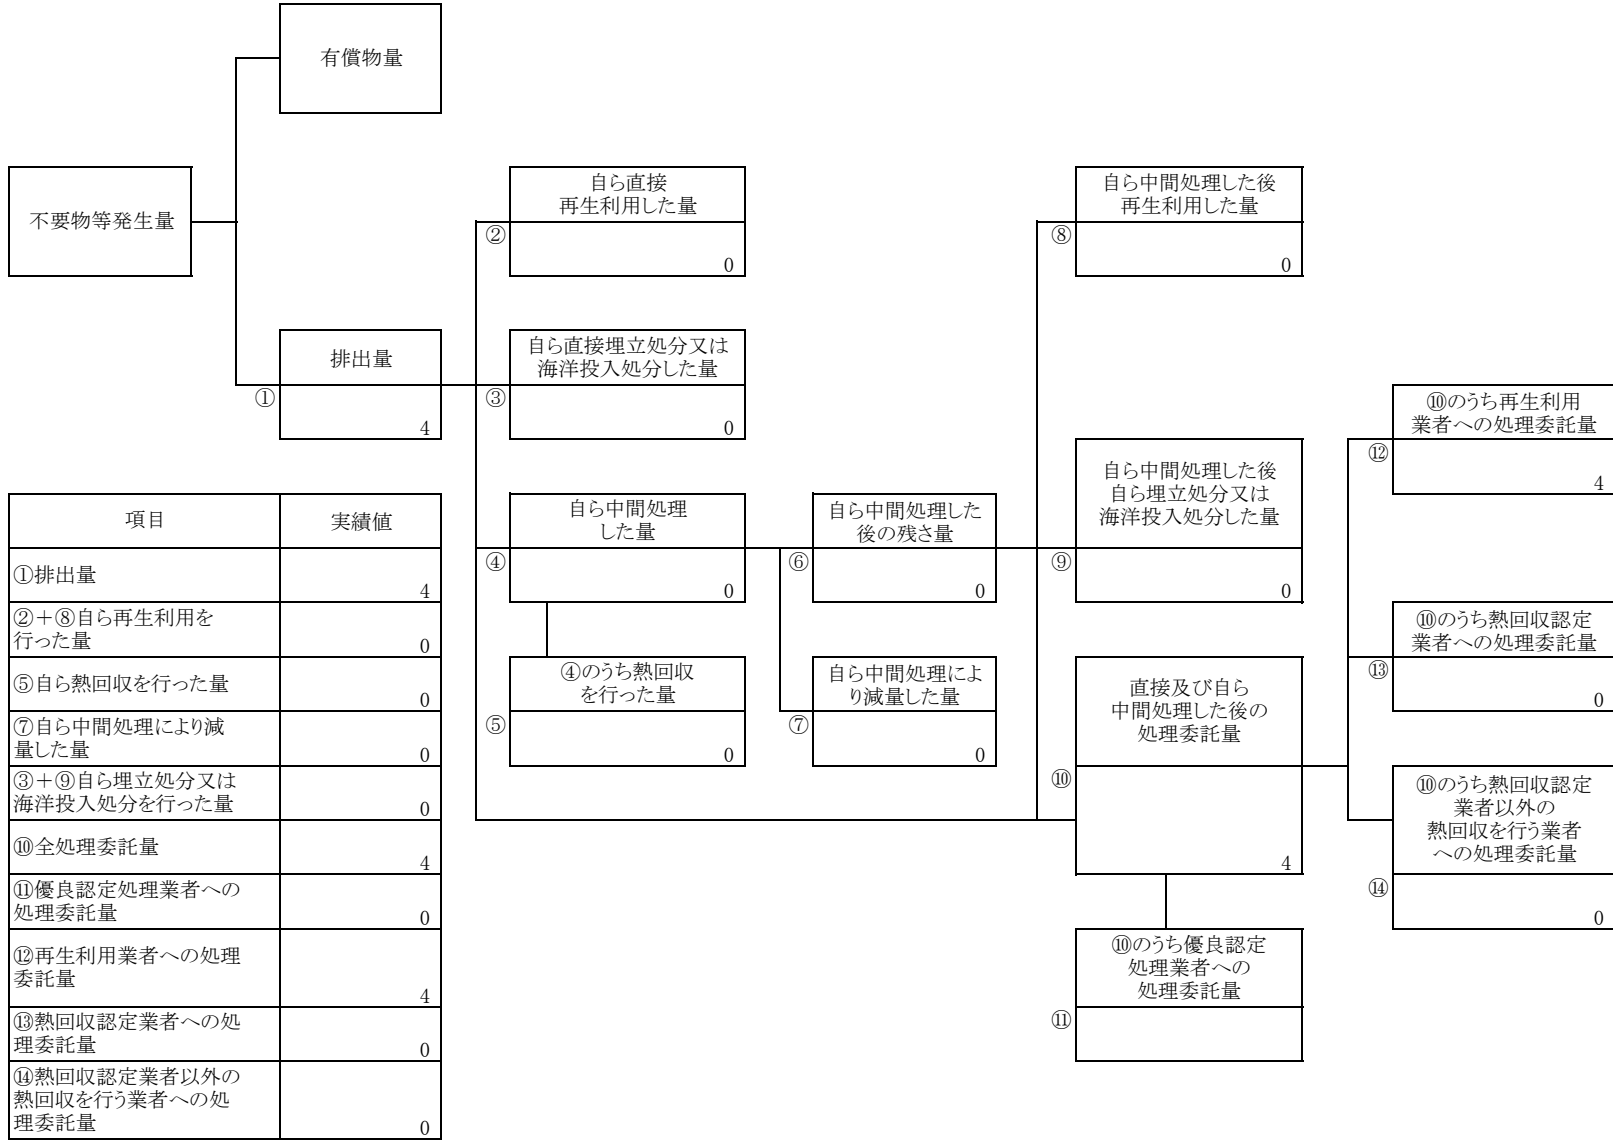 有償物量
不要物等発生量
自ら直接
再生利用した量
②
0
自ら中間処理した後
再生利用した量
⑧
0
排出量
①
4
自ら直接埋立処分又は
海洋投入処分した量
③
0
⑩のうち再生利用
業者への処理委託量
⑫
4
自ら中間処理した後
自ら埋立処分又は
海洋投入処分した量
⑨
0
自ら中間処理
した量
④
0
自ら中間処理した
後の残さ量
⑥
0
⑩のうち熱回収認定
業者への処理委託量
⑬
0
④のうち熱回収
を行った量
⑤
0
自ら中間処理によ
り減量した量
⑦
0
直接及び自ら
中間処理した後の
処理委託量
⑩
4
⑩のうち熱回収認定
業者以外の
熱回収を行う業者
への処理委託量
⑭
0
⑩のうち優良認定
処理業者への
処理委託量
⑪
項目 実績値
①排出量
4
②＋⑧自ら再生利用を
行った量 0
⑤自ら熱回収を行った量
0
⑦自ら中間処理により減
量した量 0
③＋⑨自ら埋立処分又は
海洋投入処分を行った量 0
⑩全処理委託量
4
⑪優良認定処理業者への
処理委託量 0
⑫再生利用業者への処理
委託量
4
⑬熱回収認定業者への処
理委託量 0
⑭熱回収認定業者以外の
熱回収を行う業者への処
理委託量 0